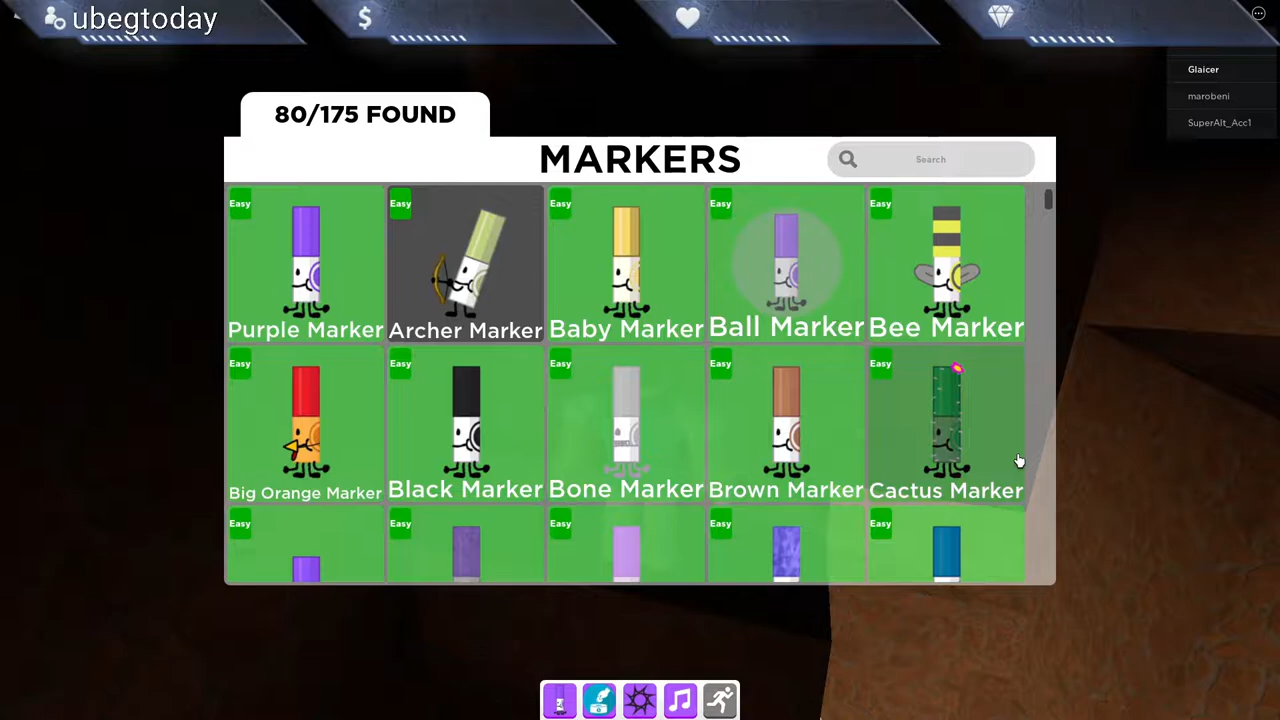 ubegtoday
$
Glaicer
marobeni
SuperAlt_Acc1
80/175 FOUND
MARKERS
Search
Easy Easy Easy Easy Easy
Purple Marker Archer Marker Baby Marker Ball Marker Bee Marker
Easy Easy Easy Easy Easy
Big Orange Marker Black Marker Bone Marker Brown Marker Cactus Marker
Easy Easy Easy Easy Easy